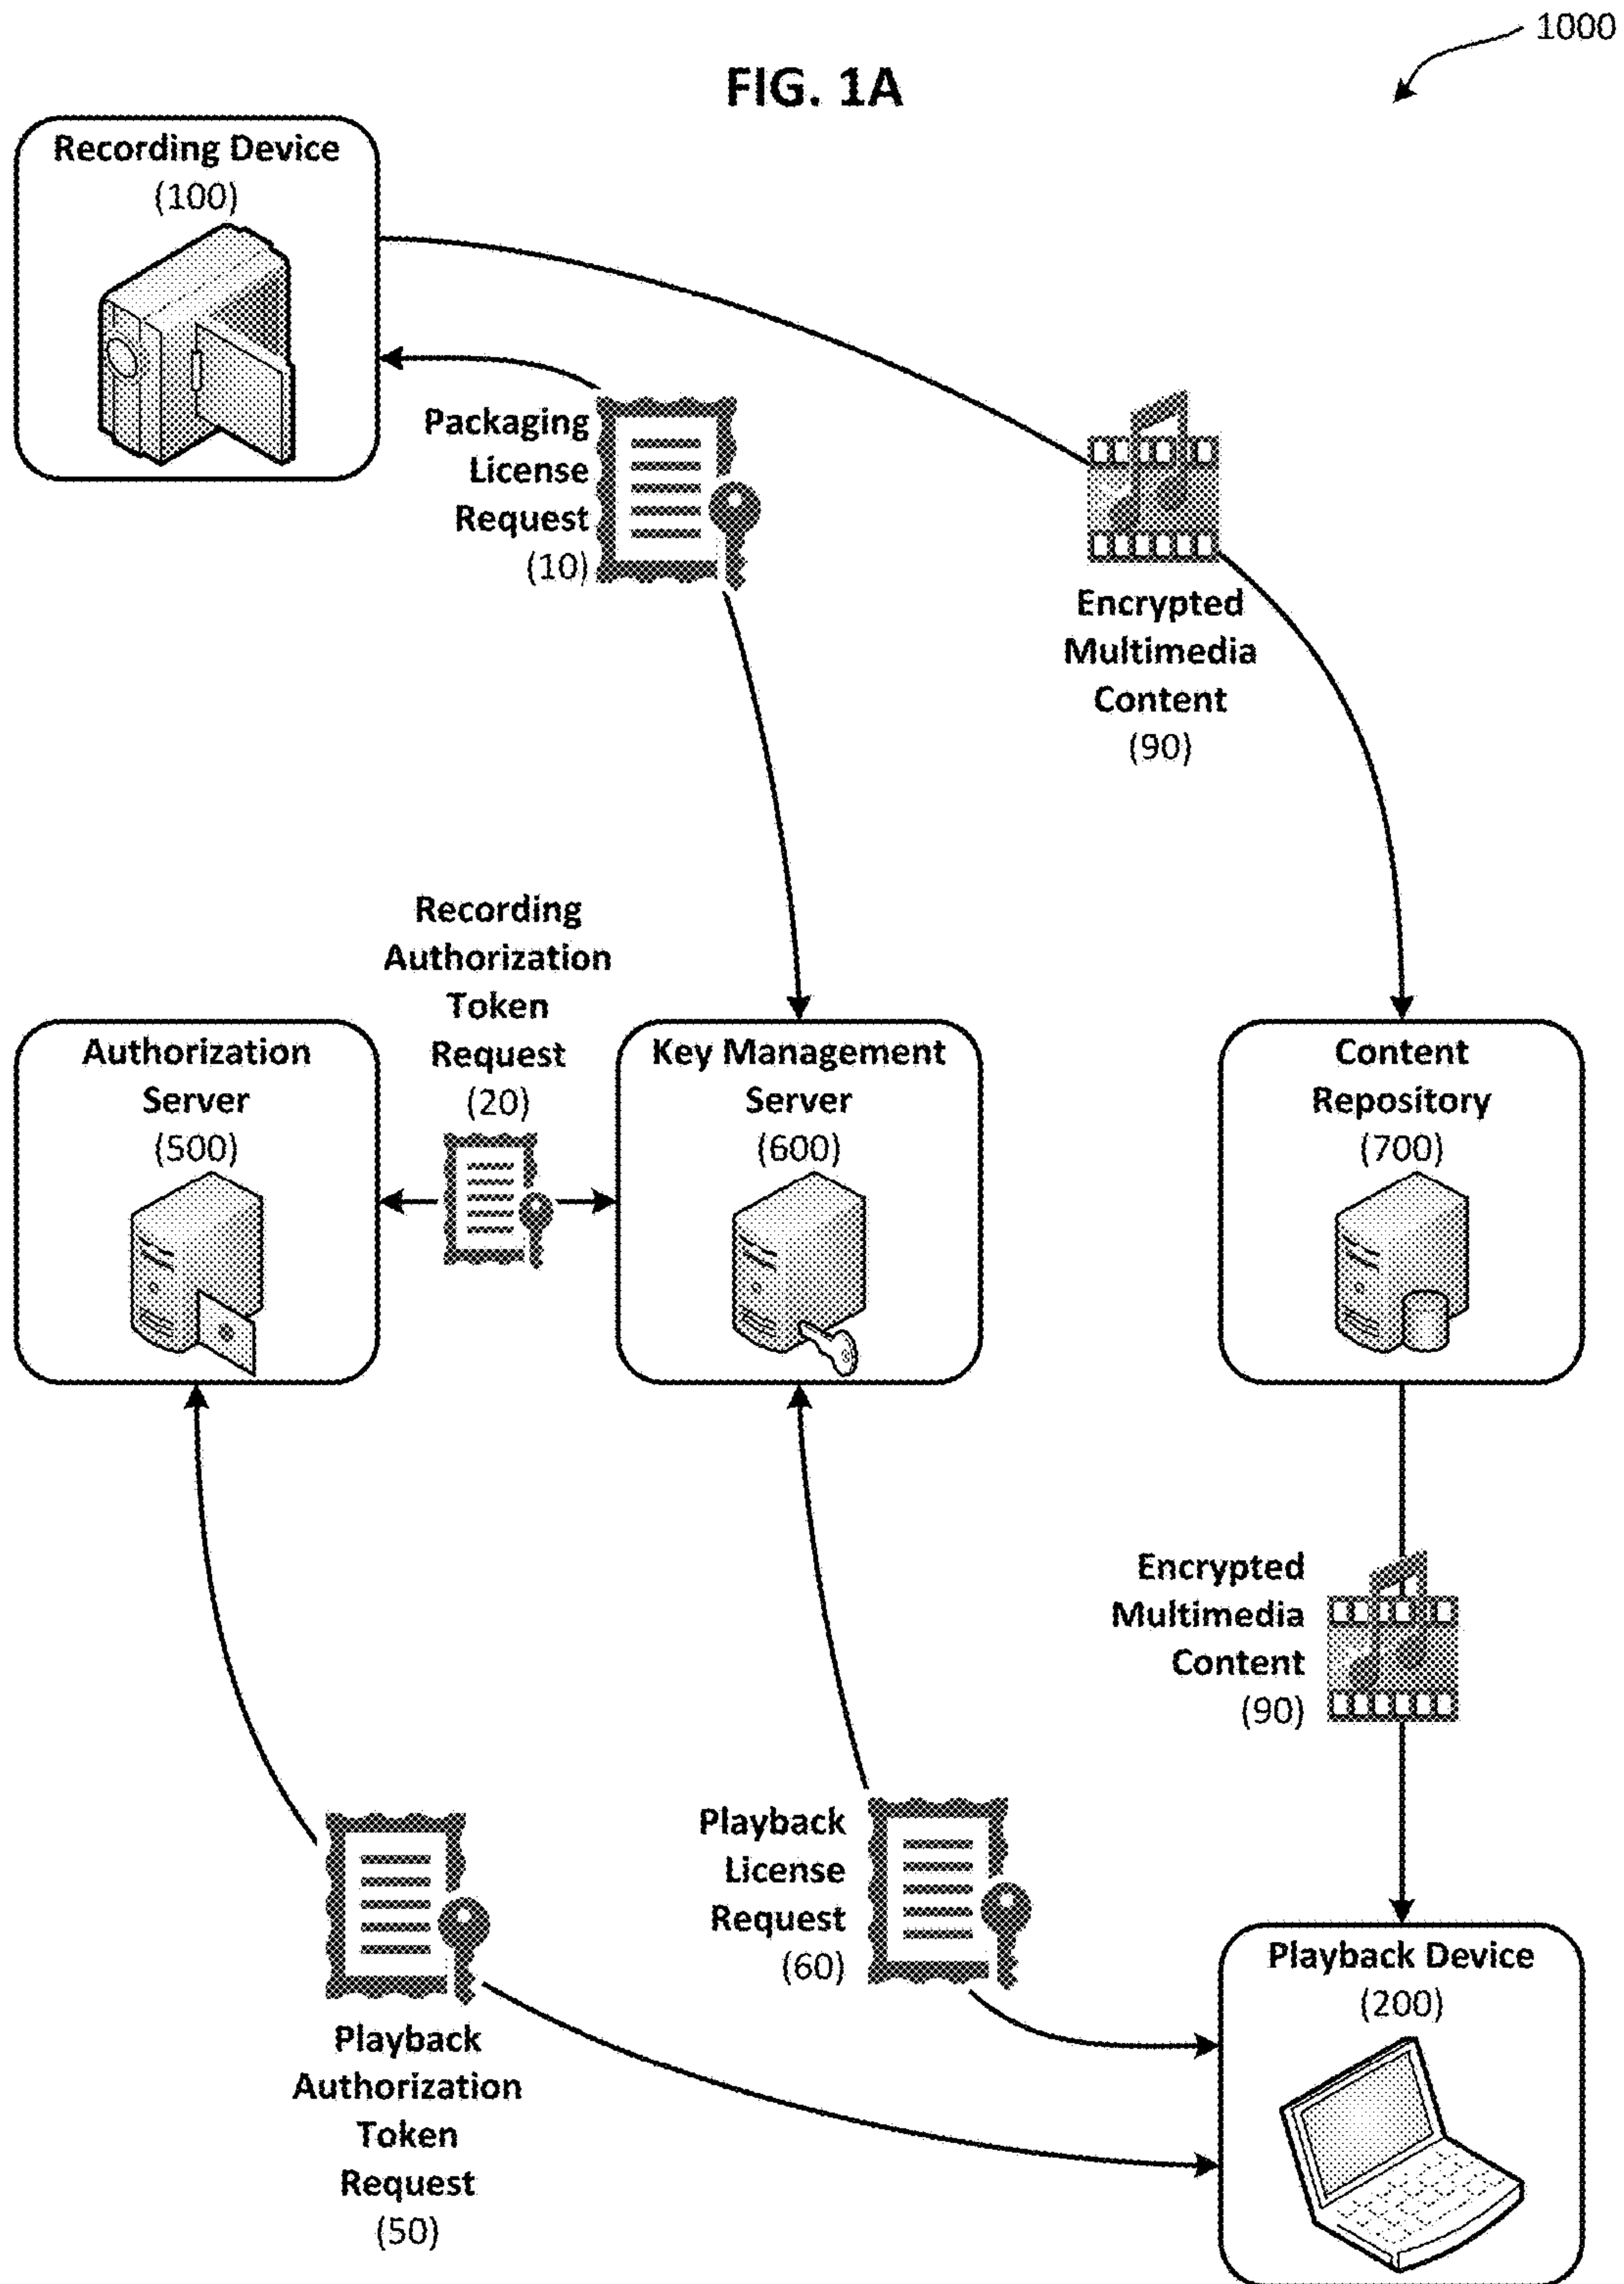 1000
FIG. 1A
Recording Device
(100)
Packaging
License
Request
(10)
Encrypted
Multimedia
Content
(90)
Recording
Authorization
Token
Request
(20)
Authorization
Server
(500)
Key Management
Server
(600)
Content
Repository
(700)
Encrypted
Multimedia
Content
(90)
Playback
License
Request
(60)
Playback
Authorization
Token
Request
(50)
Playback Device
(200)